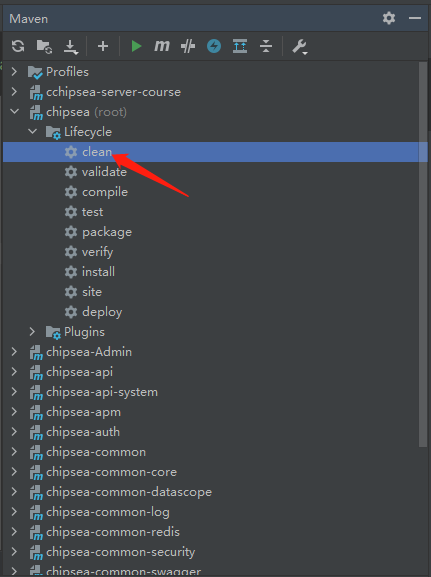 Maven
Profiles
cchipsea-server-course
chipsea (root)
Lifecycle
clean
validate
compile
test
package
verify
install
site
deploy
Plugins
chipsea-Admin
chipsea-api
chipsea-api-system
chipsea-apm
chipsea-auth
chipsea-common
chipsea-common-core
chipsea-common-datascope
chipsea-common-log
chipsea-common-redis
chipsea-common-security
chipsea-common-swagger